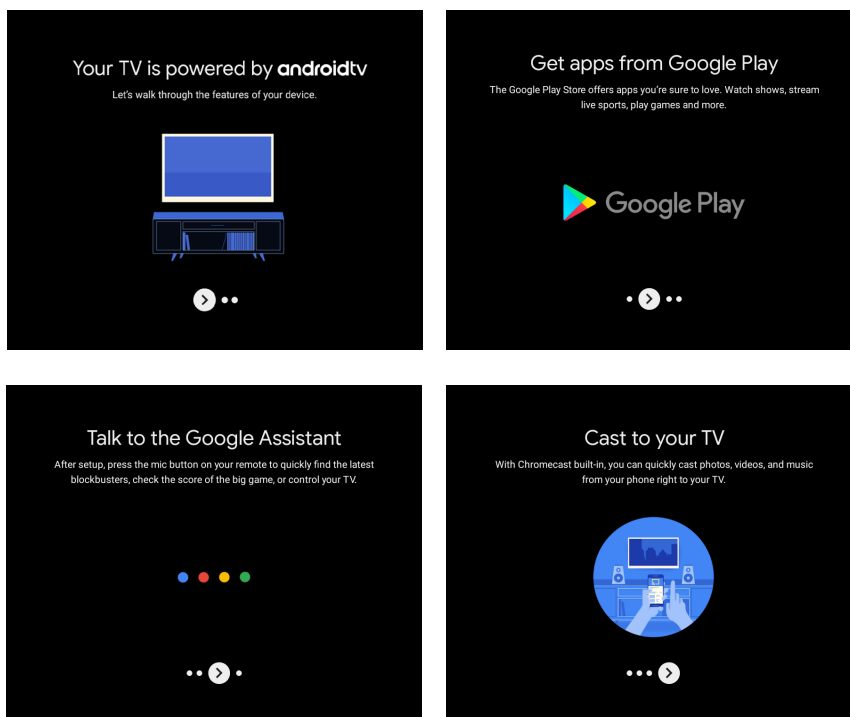 Your TV is powered by androidtv
Let's walk through the features of your device.
Get apps from Google Play
The Google Play Store offers apps you're sure to love. Watch shows, stream
live sports, play games and more.
Google Play
Talk to the Google Assistant
After setup, press the mic button on your remote to quickly find the latest
blockbusters, check the score of the big game, or control your TV.
Cast to your TV
With Chromecast built-in, you can quickly cast photos, videos, and music
from your phone right to your TV.